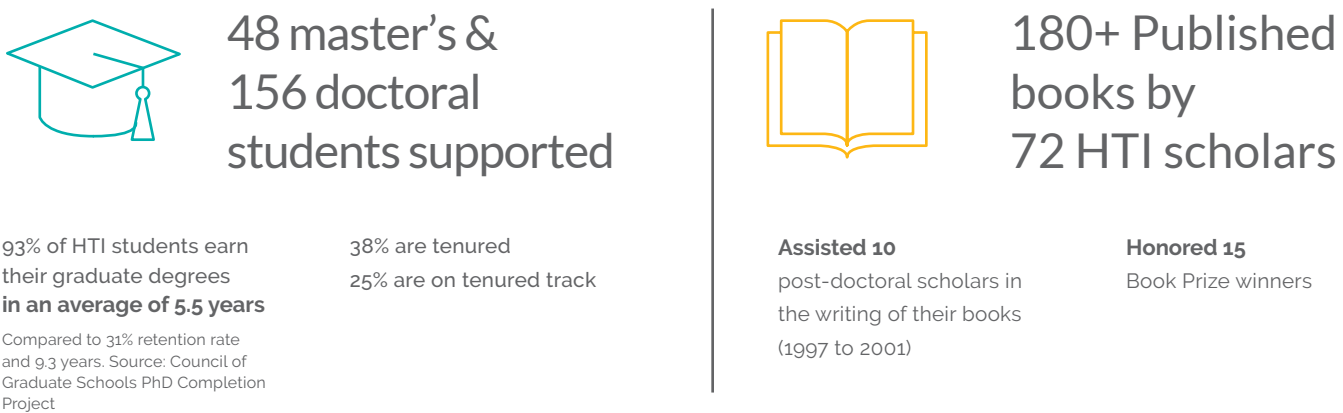 48 master's &
156 doctoral
students supported
93% of HTI students earn
their graduate degrees
in an average of 5.5 years
Compared to 31% retention rate
and 9.3 years. Source: Council of
Graduate Schools PhD Completion
Project
38% are tenured
25% are on tenured track
180+ Published
books by
72 HTI scholars
Assisted 10
post-doctoral scholars in
the writing of their books
(1997 to 2001)
Honored 15
Book Prize winners